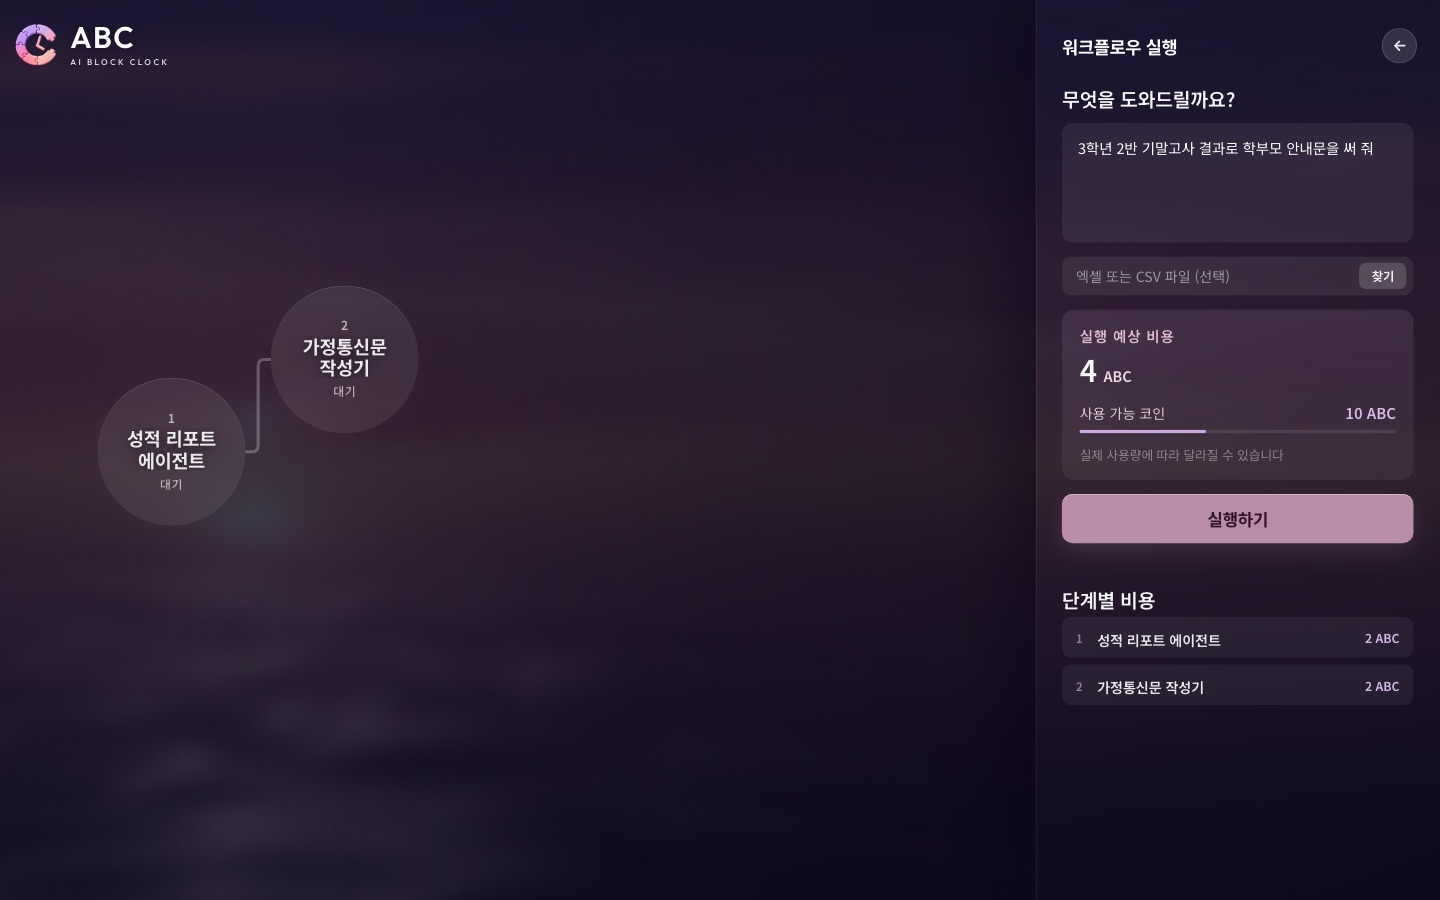 ABC
AI BLOCK CLOCK
2
가정통신문
작성기
대기
1
성적 리포트
에이전트
대기
워크플로우 실행
무엇을 도와드릴까요?
3학년 2반 기말고사 결과로 학부모 안내문을 써 줘
엑셀 또는 CSV 파일 (선택)
찾기
실행 예상 비용
4 ABC
사용 가능 코인 10 ABC
실제 사용량에 따라 달라질 수 있습니다
실행하기
단계별 비용
1 성적 리포트 에이전트 2 ABC
2 가정통신문 작성기 2 ABC